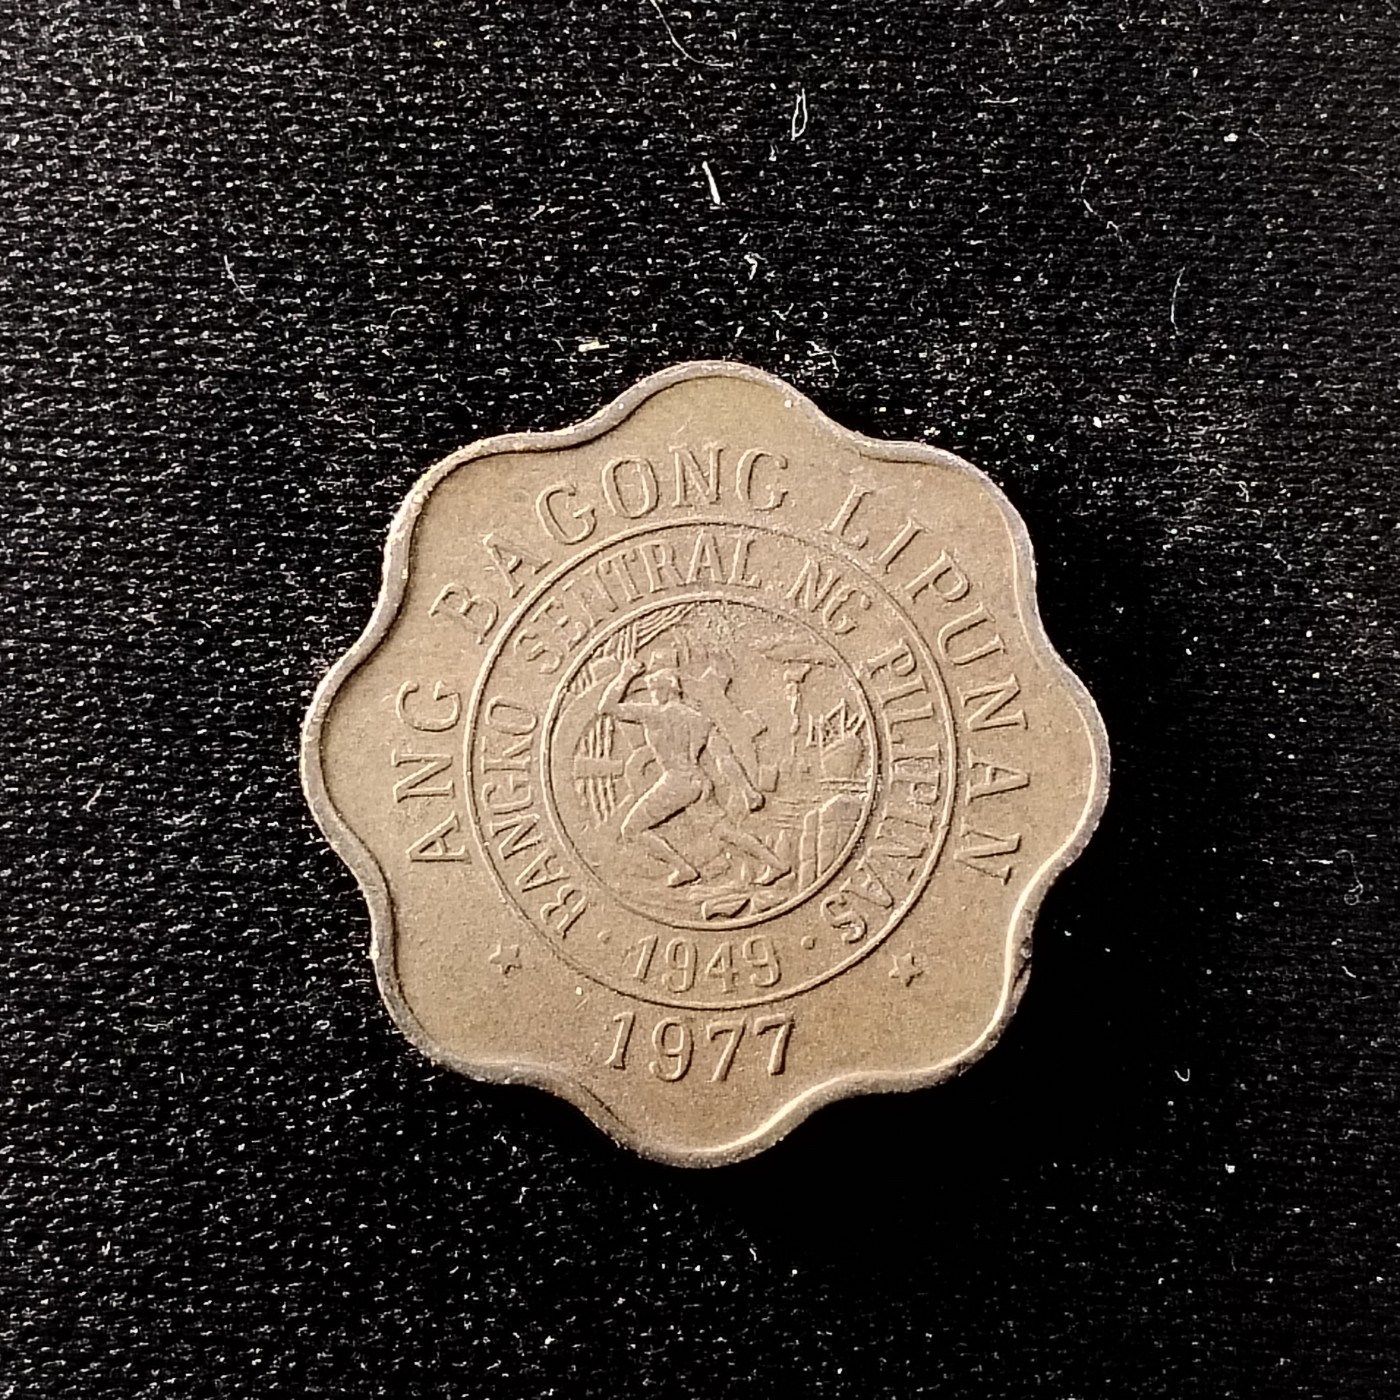 ANG BAGONG LIPUNAN
BANGKO SENTRAL NG PILIPINAS
· 1949 ·
1977